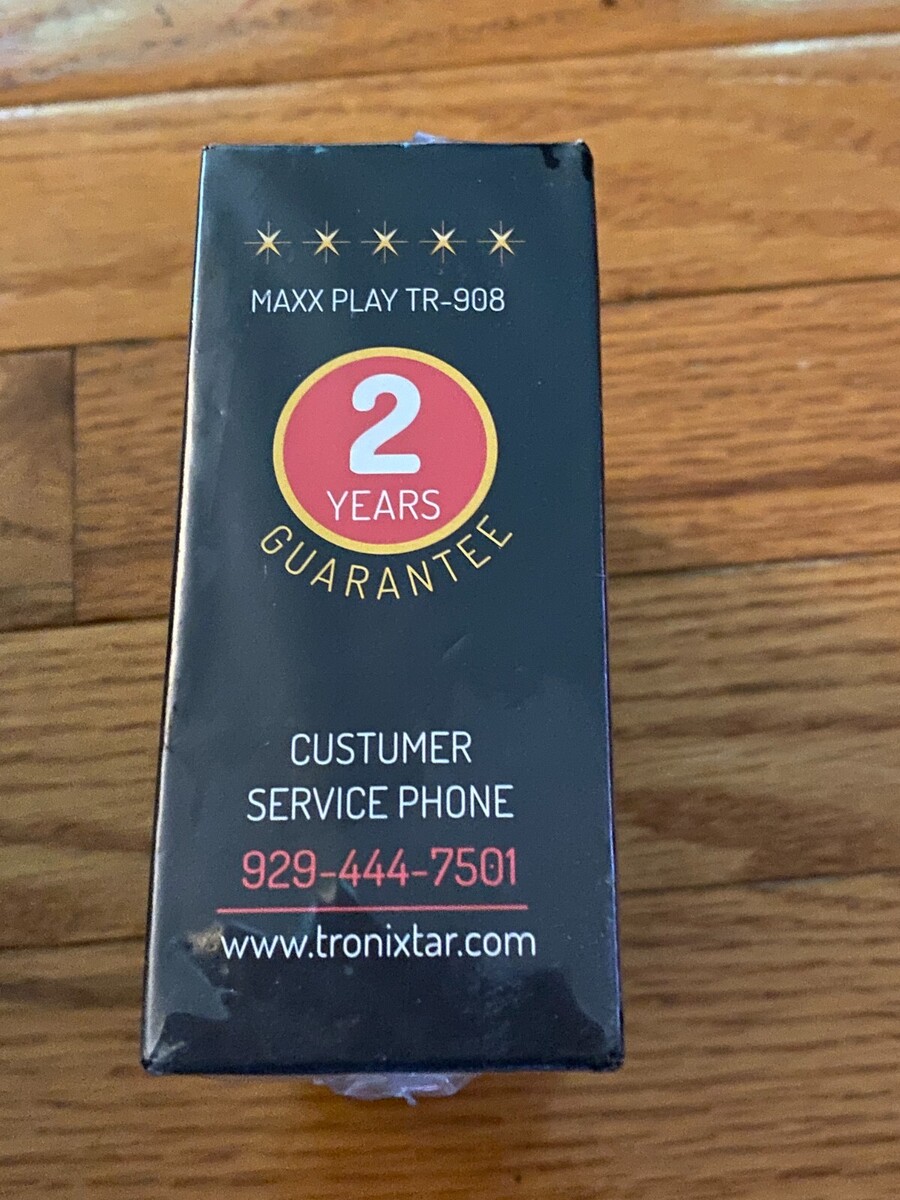 MAXX PLAY TR-908
2
YEARS
GUARANTEE
CUSTUMER
SERVICE PHONE
929-444-7501
www.tronixtar.com